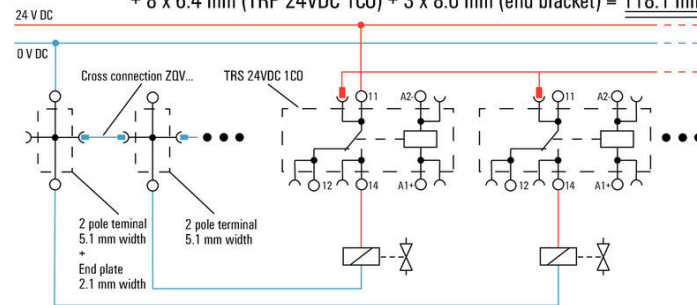 + 8 x 6.4 mm (TRP 24VDC 1CO) + 3 x 8.0 mm (end bracket) = 118.1 mm
24 V DC
0 V DC
Cross connection ZQV...
TRS 24VDC 1CO
11
A2-
11
A2-
12
14
A1+
12
14
A1+
2 pole teminal
5.1 mm width
+
End plate
2.1 mm width
2 pole terminal
5.1 mm width